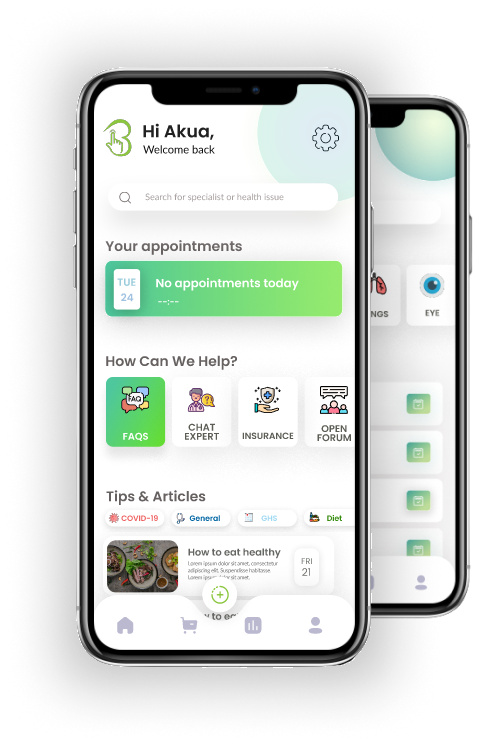 Hi Akua,
Welcome back
Search for specialist or health issue
Your appointments
TUE
24
No appointments today
--:--
How Can We Help?
FAQ
FAQS
CHAT
EXPERT
INSURANCE
OPEN
FORUM
Tips & Articles
COVID-19
General
GHS
Diet
How to eat healthy
Lorem ipsum dolor sit amet, consectetur
adipiscing elit. Suspendisse habitasse
Lorem ipsum dolor sit amet.
FRI
21
to ea
NGS
EYE